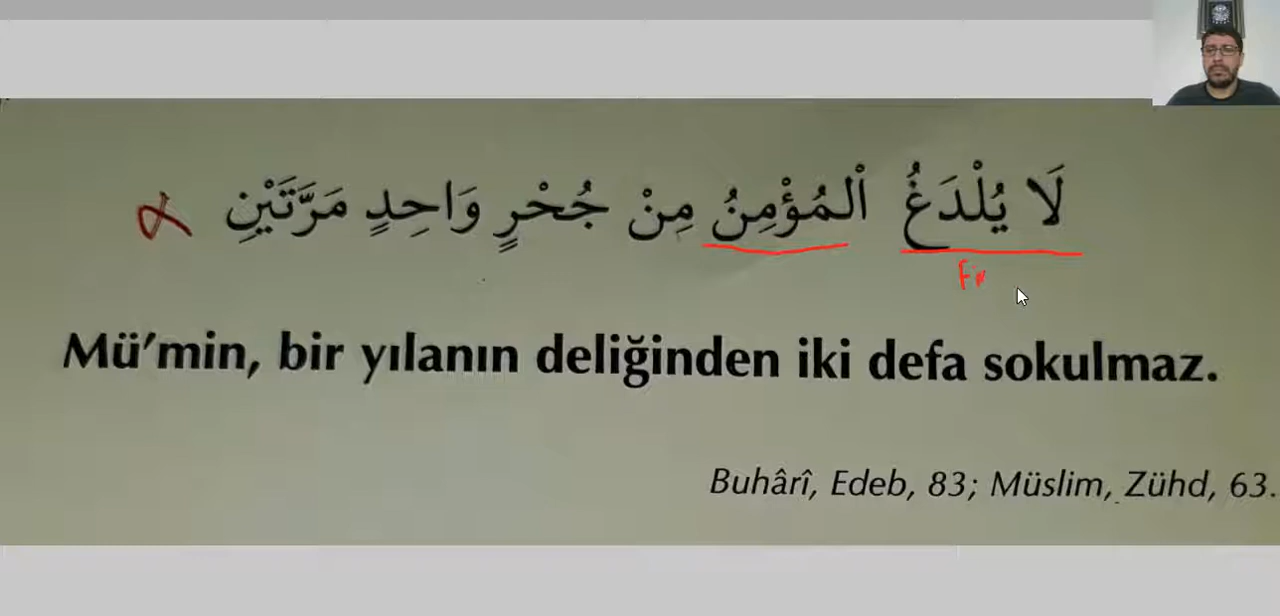 لَا يُلْدَغُ الْمُؤْمِنُ مِنْ جُحْرٍ وَاحِدٍ مَرَّتَيْنِ
Mü’min, bir yılanın deliğinden iki defa sokulmaz.
Buhârî, Edeb, 83; Müslim, Zühd, 63.